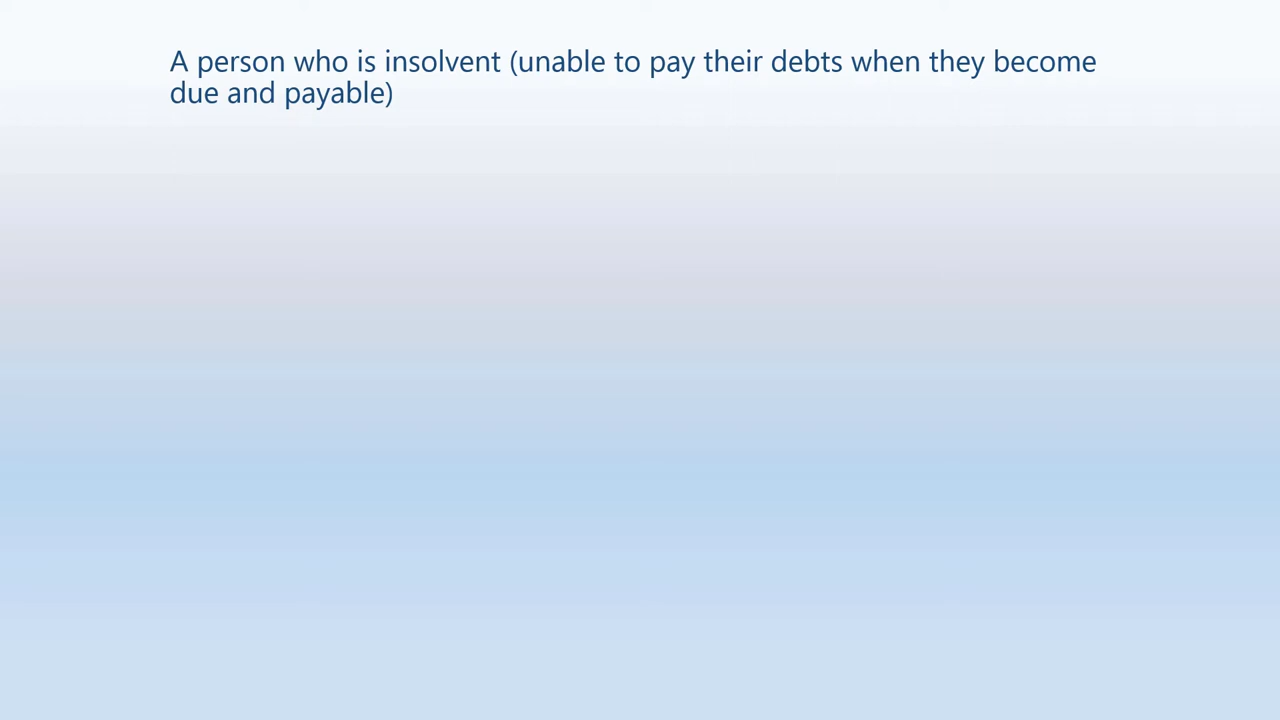 A person who is insolvent (unable to pay their debts when they become
due and payable)